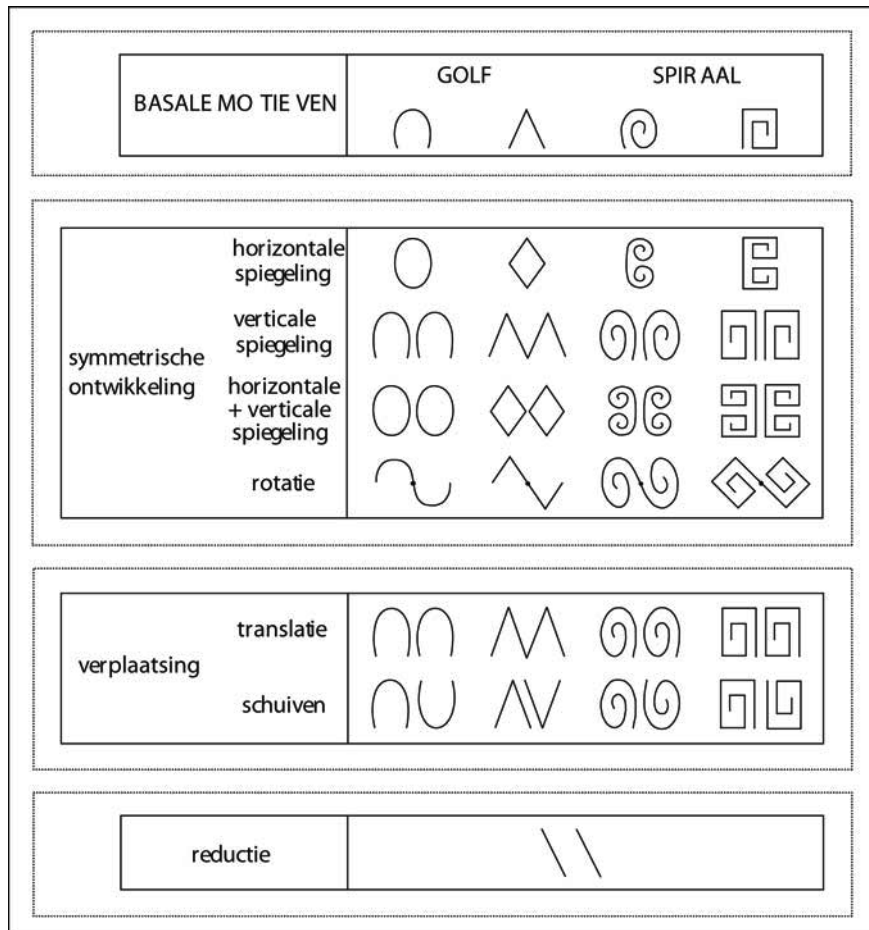 GOLF SPIR AAL
BASALE MO TIE VEN
horizontale
spiegeling
verticale
spiegeling
symmetrische
ontwikkeling
horizontale
+ verticale
spiegeling
rotatie
translatie
verplaatsing
schuiven
reductie